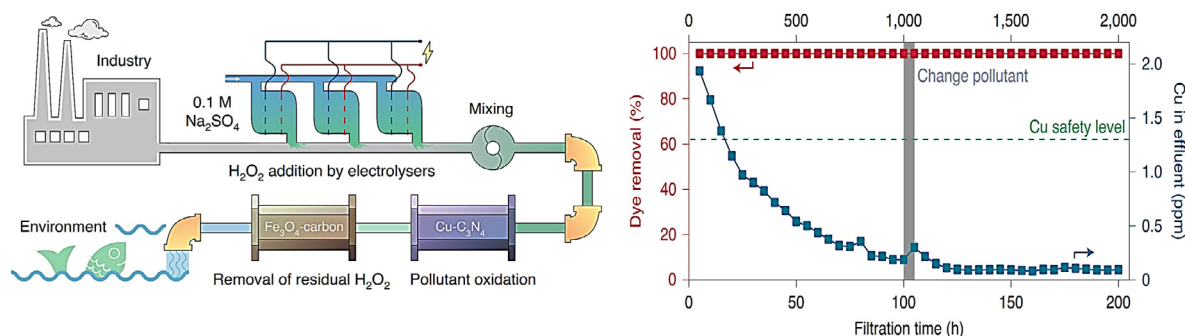 Industry
0.1 M
Na₂SO₄
Mixing
H₂O₂ addition by electrolysers
Environment
Fe₃O₄-carbon
Cu-C₃N₄
Removal of residual H₂O₂
Pollutant oxidation
0 500 1,000 1,500 2,000
100
80
60
40
20
0
Dye removal (%)
Change pollutant
Cu safety level
2.0
1.5
1.0
0.5
0
Cu in effluent (ppm)
0 50 100 150 200
Filtration time (h)